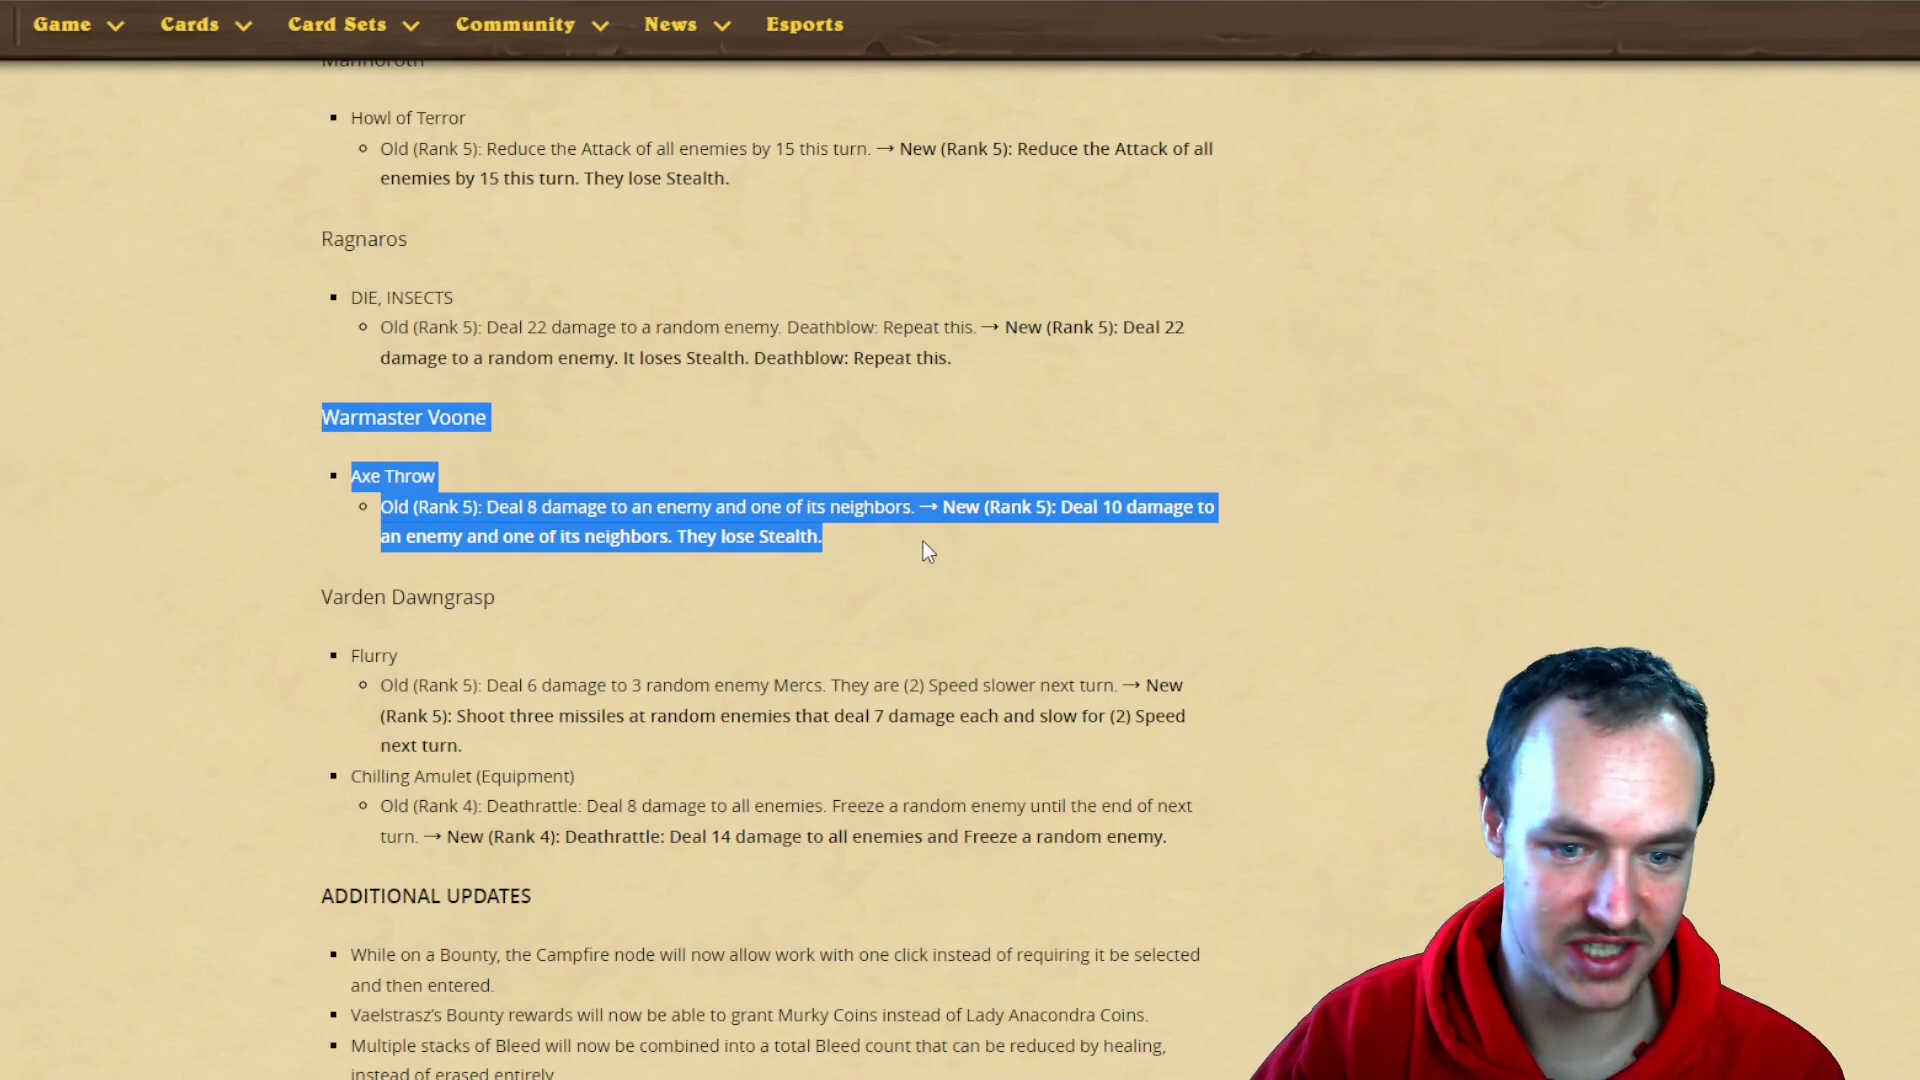 Game Cards Card Sets Community News Esports
Mannoroth
Howl of Terror
Old (Rank 5): Reduce the Attack of all enemies by 15 this turn. → New (Rank 5): Reduce the Attack of all
enemies by 15 this turn. They lose Stealth.
Ragnaros
DIE, INSECTS
Old (Rank 5): Deal 22 damage to a random enemy. Deathblow: Repeat this. → New (Rank 5): Deal 22
damage to a random enemy. It loses Stealth. Deathblow: Repeat this.
Warmaster Voone
Axe Throw
Old (Rank 5): Deal 8 damage to an enemy and one of its neighbors. → New (Rank 5): Deal 10 damage to
an enemy and one of its neighbors. They lose Stealth.
Varden Dawngrasp
Flurry
Old (Rank 5): Deal 6 damage to 3 random enemy Mercs. They are (2) Speed slower next turn. → New
(Rank 5): Shoot three missiles at random enemies that deal 7 damage each and slow for (2) Speed
next turn.
Chilling Amulet (Equipment)
Old (Rank 4): Deathrattle: Deal 8 damage to all enemies. Freeze a random enemy until the end of next
turn. → New (Rank 4): Deathrattle: Deal 14 damage to all enemies and Freeze a random enemy.
ADDITIONAL UPDATES
While on a Bounty, the Campfire node will now allow work with one click instead of requiring it be selected
and then entered.
Vaelstrasz's Bounty rewards will now be able to grant Murky Coins instead of Lady Anacondra Coins.
Multiple stacks of Bleed will now be combined into a total Bleed count that can be reduced by healing,
instead of erased entirely